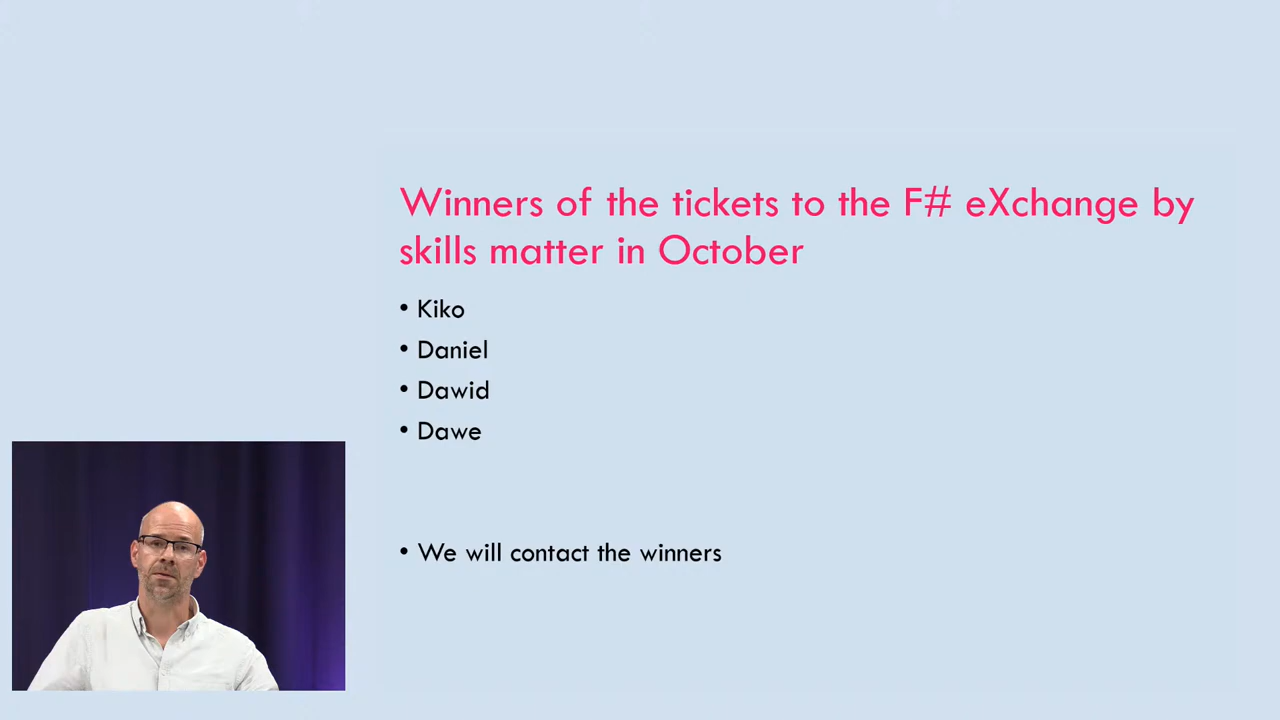 Winners of the tickets to the F# eXchange by
skills matter in October
• Kiko
• Daniel
• Dawid
• Dawe
• We will contact the winners